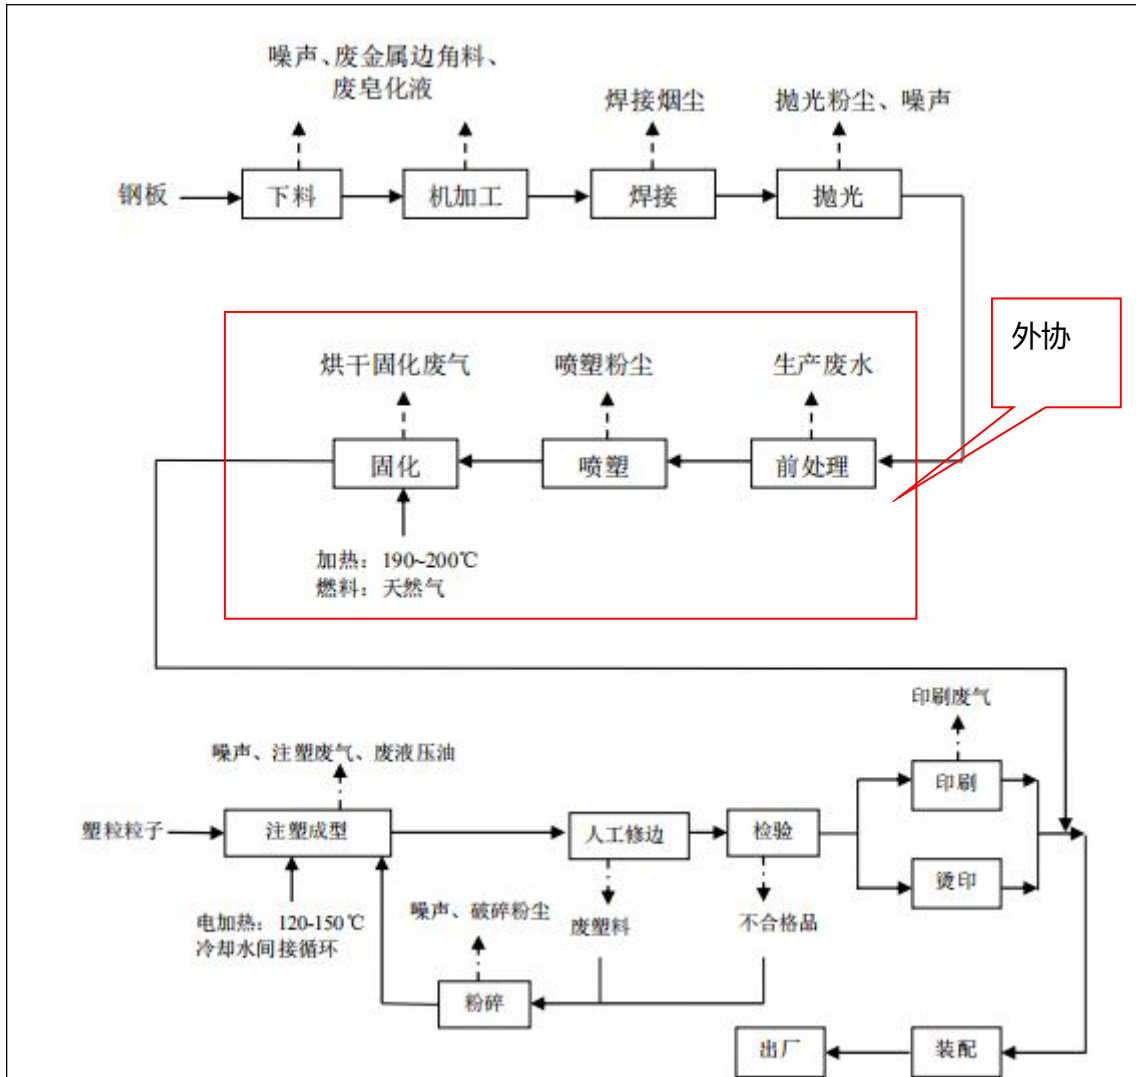 噪声、废金属边角料、
废皂化液
焊接烟尘
抛光粉尘、噪声
钢板
下料
机加工
焊接
抛光
外协
烘干固化废气
喷塑粉尘
生产废水
固化
喷塑
前处理
加热：190~200℃
燃料：天然气
印刷废气
噪声、注塑废气、废液压油
印刷
塑粒粒子
注塑成型
人工修边
检验
烫印
电加热：120-150℃
冷却水间接循环
噪声、破碎粉尘
废塑料
不合格品
粉碎
出厂
装配